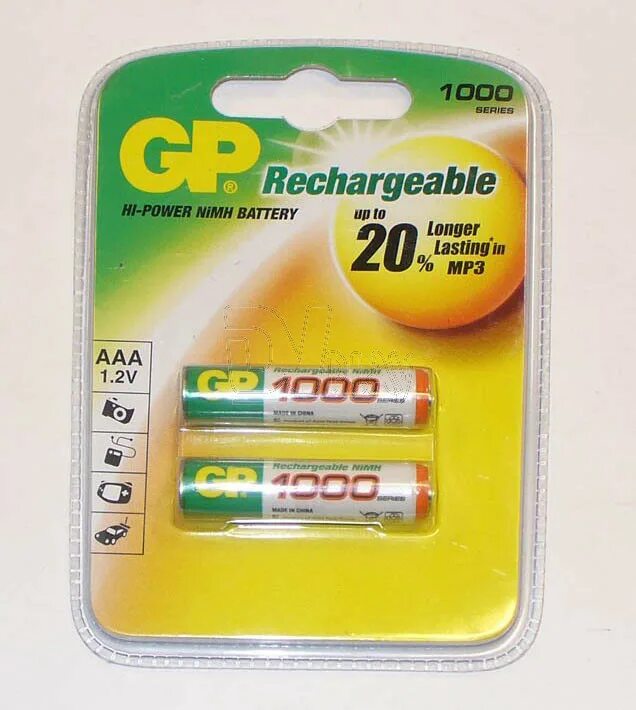 1000
SERIES
GP®
Rechargeable
HI-POWER NiMH BATTERY
up to
20%
Longer
Lasting* in
MP3
AAA
1.2V
GP
Rechargeable NiMH
1000
SERIES
MADE IN CHINA
GP
Rechargeable NiMH
1000
SERIES
MADE IN CHINA